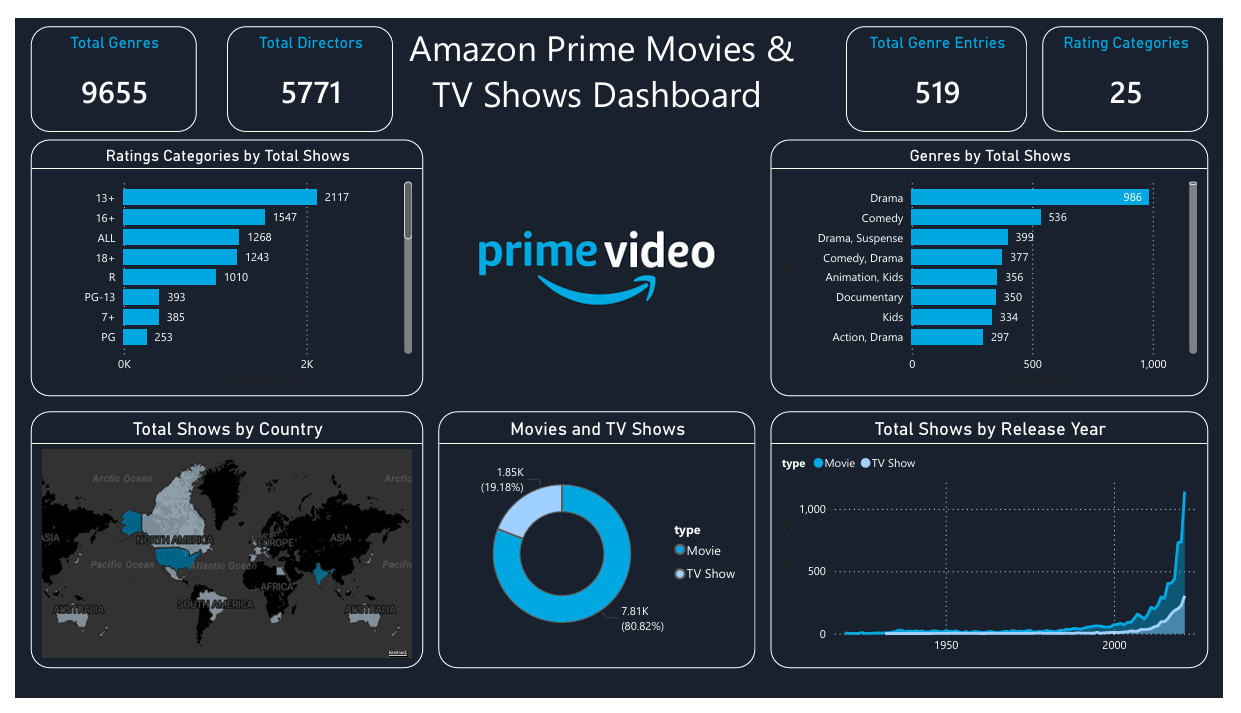 Total Genres
9655
Total Directors
5771
Amazon Prime Movies &
TV Shows Dashboard
Total Genre Entries
519
Rating Categories
25
Ratings Categories by Total Shows
13+ 2117
16+ 1547
ALL 1268
18+ 1243
R 1010
PG-13 393
7+ 385
PG 253
0K 2K
prime video
Genres by Total Shows
Drama 986
Comedy 536
Drama, Suspense 399
Comedy, Drama 377
Animation, Kids 356
Documentary 350
Kids 334
Action, Drama 297
0 500 1,000
Total Shows by Country
Arctic Ocean Arctic
NORTH AMERICA EUROPE ASIA
ASIA
Pacific Ocean Atlantic Ocean Pacific
AFRICA
SOUTH AMERICA
AUSTRALIA AUSTRALIA
Movies and TV Shows
1.85K
(19.18%)
7.81K
(80.82%)
type
Movie
TV Show
Total Shows by Release Year
type Movie TV Show
1,000
500
0
1950 2000